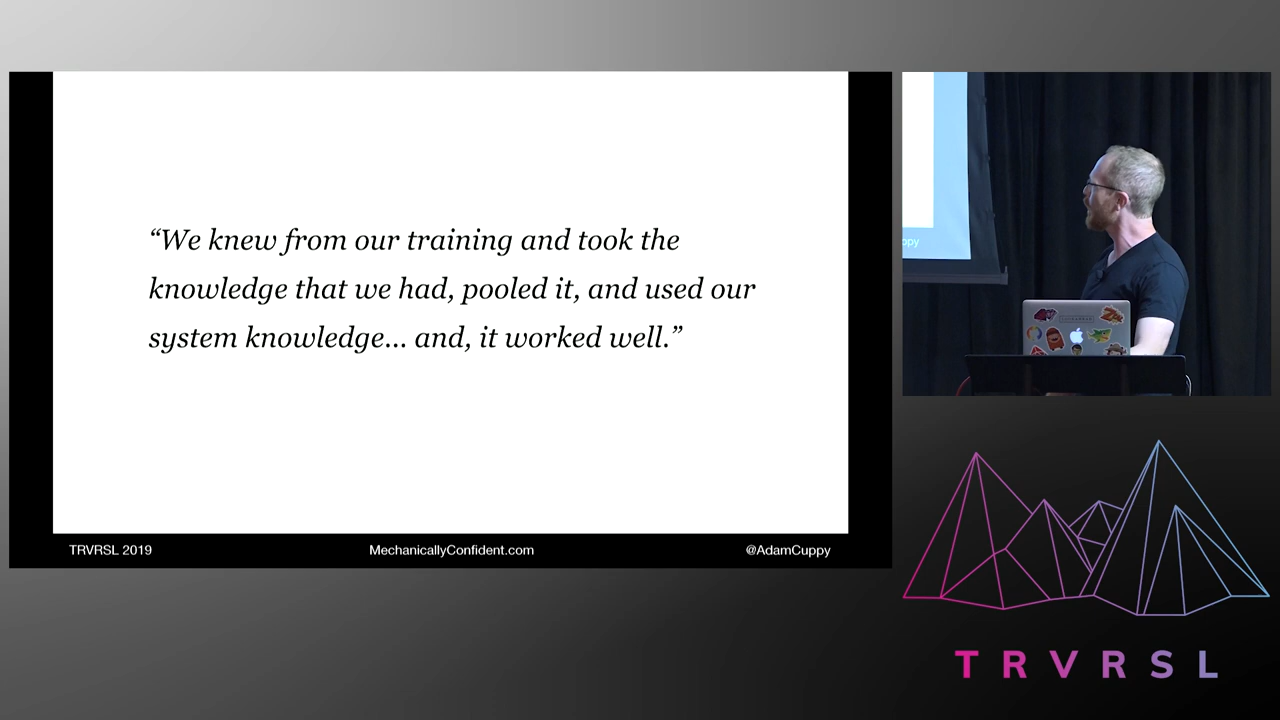 “We knew from our training and took the
knowledge that we had, pooled it, and used our
system knowledge... and, it worked well.”
TRVRSL 2019
MechanicallyConfident.com
@AdamCuppy
TRVRSL